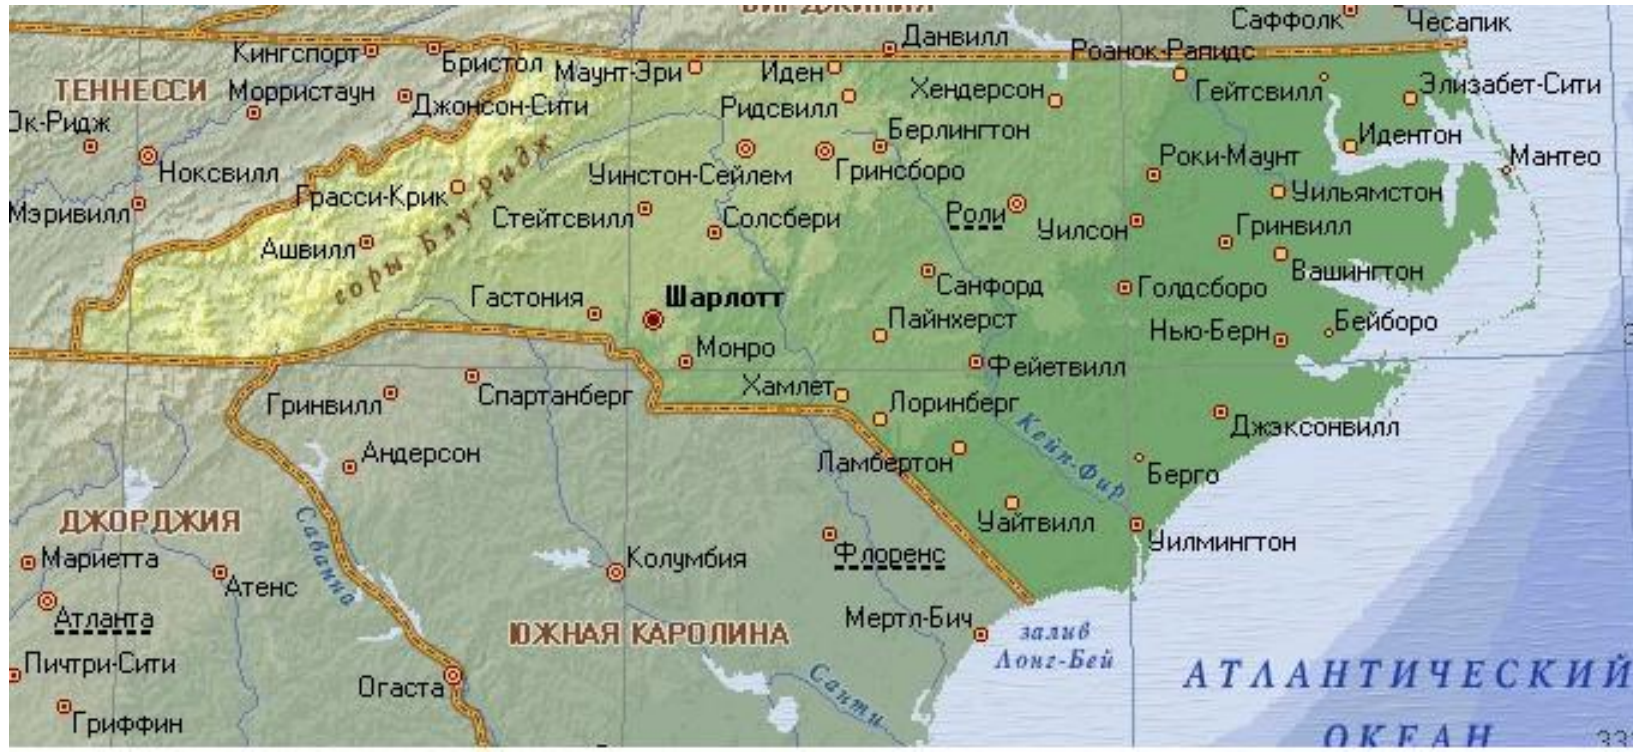 ВИРДЖИНИЯ
Саффолк
Чесапик
Кингспорт
Бристол
Данвилл
Роанок-Рапидс
ТЕННЕССИ
Морристаун
Джонсон-Сити
Маунт-Эри
Иден
Ридсвилл
Хендерсон
Гейтсвилл
Элизабет-Сити
Эк-Ридж
Ноксвилл
Берлингтон
Идентон
Мантео
Роки-Маунт
Уинстон-Сейлем
Гринсборо
Грасси-Крик
горы Блу-ридж
Уильямстон
Мэривилл
Стейтсвилл
Солсбери
Роли
Уилсон
Гринвилл
Ашвилл
Вашингтон
Санфорд
Голдсборо
Гастония
Шарлотт
Пайнхерст
Нью-Берн
Бейборо
Монро
Фейетвилл
Гринвилл
Спартанберг
Хамлет
Лоринберг
Джэксонвилл
Кейп-Фир
Андерсон
Ламбертон
Берго
ДЖОРДЖИЯ
Саванна
Уайтвилл
Уилмингтон
Мариетта
Атенс
Колумбия
Флоренс
Атланта
ЮЖНАЯ КАРОЛИНА
Мертл-Бич
залив
Лонг-Бей
Пичтри-Сити
Огаста
Санти
АТЛАНТИЧЕСКИЙ
Гриффин
ОКЕАН